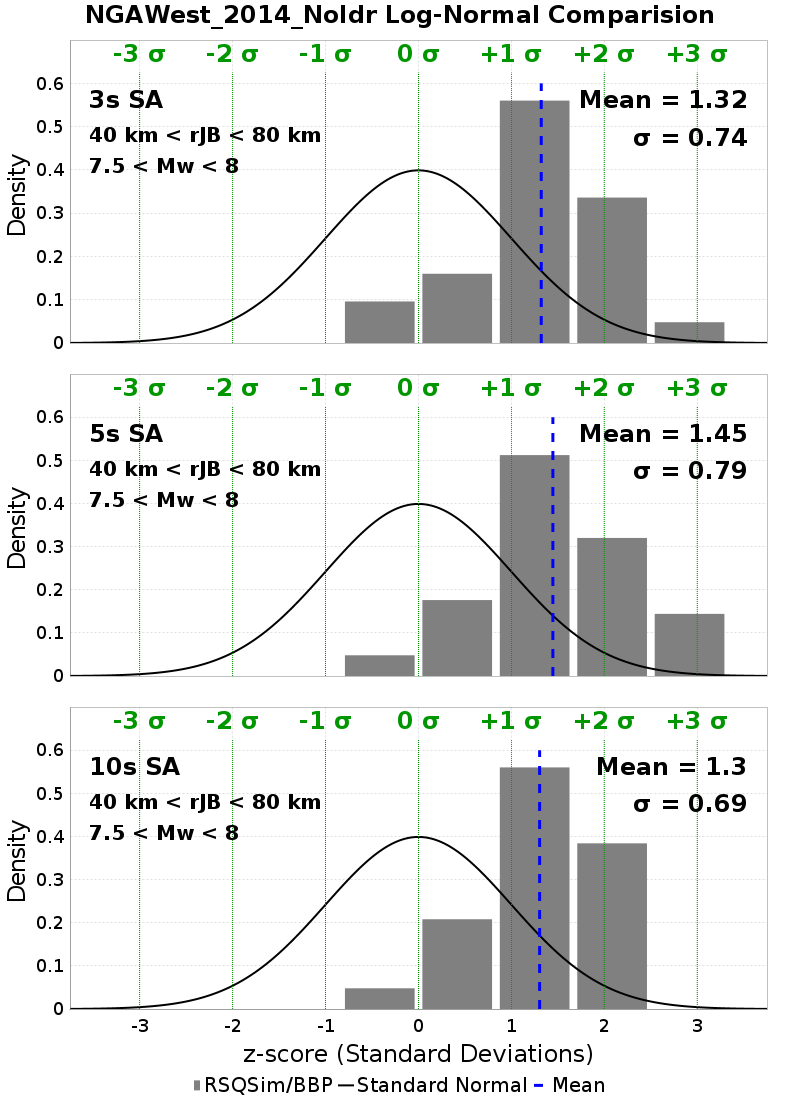 NGAWest_2014_NoIdr Log-Normal Comparision
-3 σ -2 σ -1 σ 0 σ +1 σ +2 σ +3 σ
0.6
3s SA Mean = 1.32
0.5
40 km < rJB < 80 km σ = 0.74
7.5 < Mw < 8
0.4
Density
0.3
0.2
0.1
0
-3 σ -2 σ -1 σ 0 σ +1 σ +2 σ +3 σ
0.6
5s SA Mean = 1.45
0.5
40 km < rJB < 80 km σ = 0.79
7.5 < Mw < 8
0.4
Density
0.3
0.2
0.1
0
-3 σ -2 σ -1 σ 0 σ +1 σ +2 σ +3 σ
0.6
10s SA Mean = 1.3
0.5
40 km < rJB < 80 km σ = 0.69
7.5 < Mw < 8
0.4
Density
0.3
0.2
0.1
0
-3 -2 -1 0 1 2 3
z-score (Standard Deviations)
RSQSim/BBP Standard Normal Mean